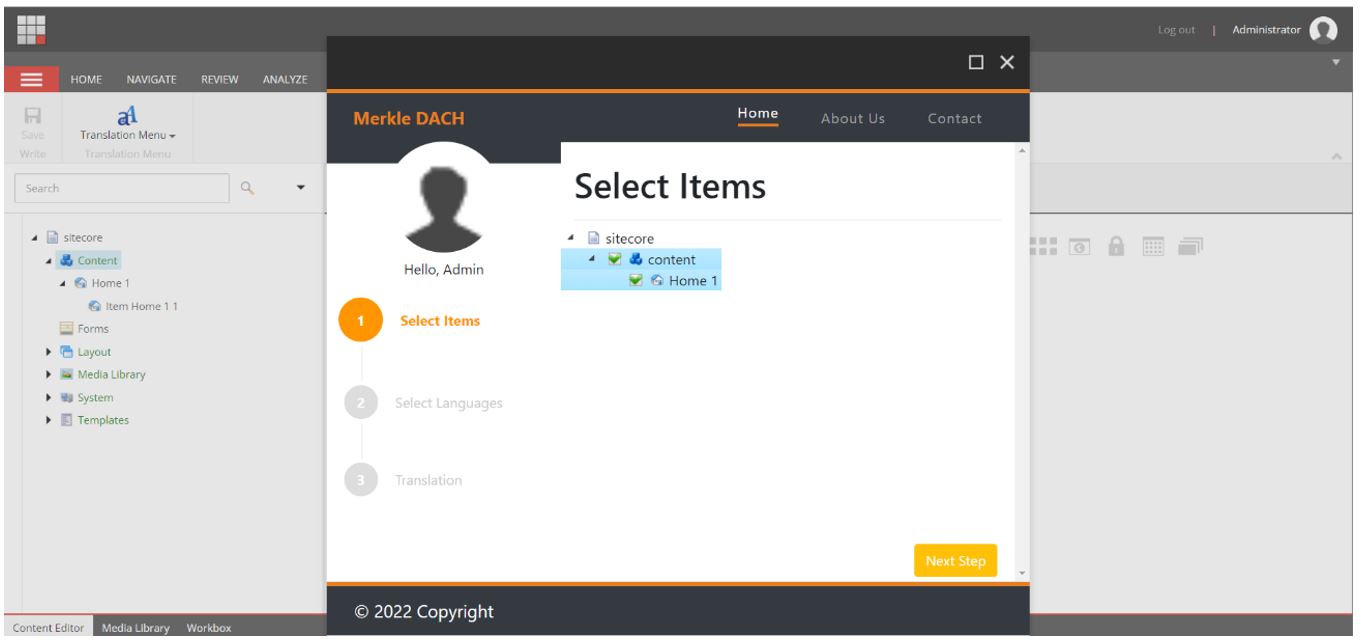 Log out | Administrator
HOME NAVIGATE REVIEW ANALYZE
Save
Write
Translation Menu
Translation Menu
Search
sitecore
Content
Home 1
Item Home 1 1
Forms
Layout
Media Library
System
Templates
Merkle DACH
Home About Us Contact
Hello, Admin
1 Select Items
2 Select Languages
3 Translation
Select Items
sitecore
content
Home 1
Next Step
© 2022 Copyright
Content Editor Media Library Workbox